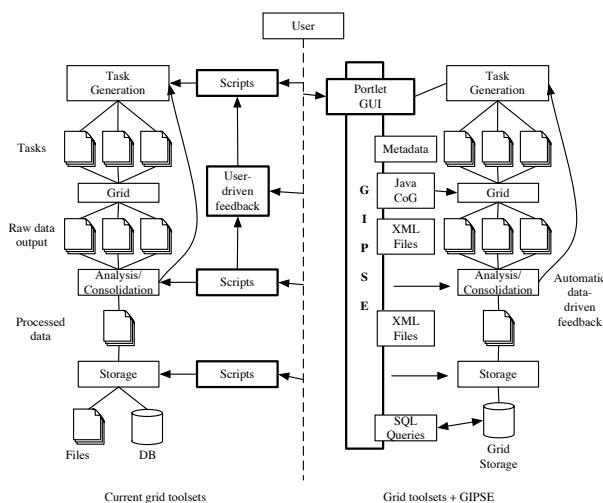 User
Task
Generation
Scripts
Portlet
GUI
Task
Generation
Tasks
Metadata
Grid
User-
driven
feedback
Java
CoG
Grid
G
I
P
S
E
Raw data
output
XML
Files
Analysis/
Consolidation
Scripts
Analysis/
Consolidation
Automatic
data-
driven
feedback
Processed
data
XML
Files
Storage
Scripts
Storage
SQL
Queries
Files
DB
Grid
Storage
Current grid toolsets
Grid toolsets + GIPSE